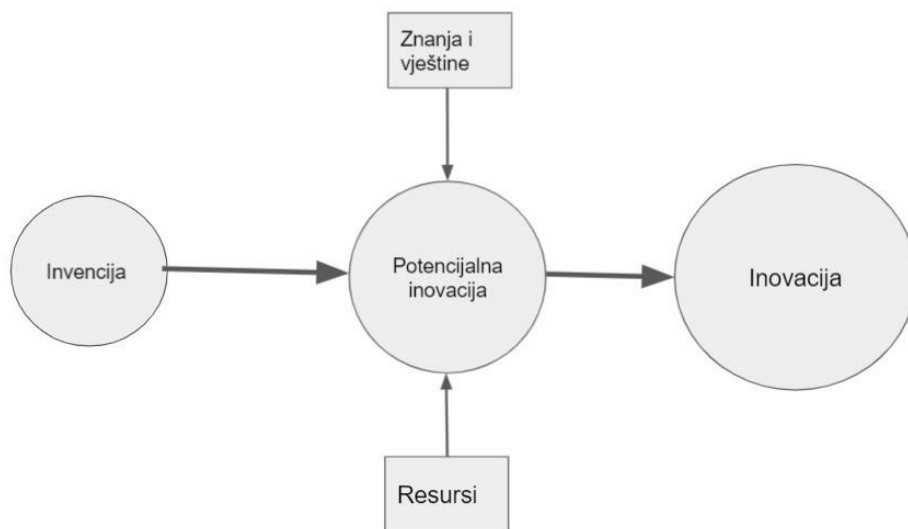 Znanja i
vještine
Invencija
Potencijalna
inovacija
Inovacija
Resursi